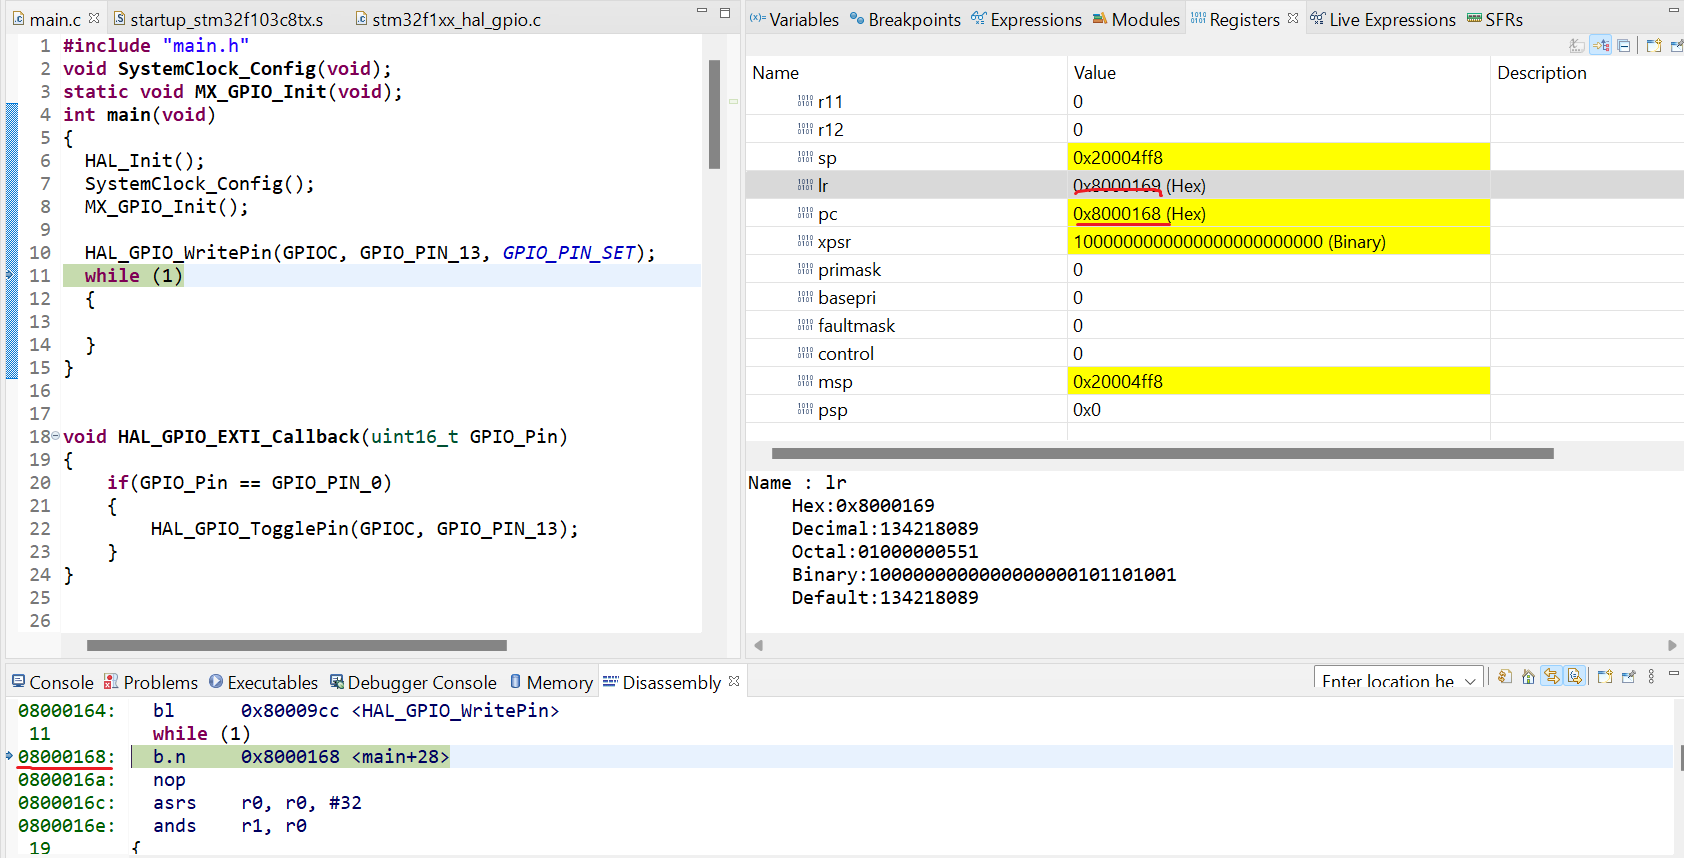 main.c startup_stm32f103c8tx.s stm32f1xx_hal_gpio.c
1 #include "main.h"
2 void SystemClock_Config(void);
3 static void MX_GPIO_Init(void);
4 int main(void)
5 {
6 HAL_Init();
7 SystemClock_Config();
8 MX_GPIO_Init();
9
10 HAL_GPIO_WritePin(GPIOC, GPIO_PIN_13, GPIO_PIN_SET);
11 while (1)
12 {
13
14 }
15 }
16
17
18 void HAL_GPIO_EXTI_Callback(uint16_t GPIO_Pin)
19 {
20 if(GPIO_Pin == GPIO_PIN_0)
21 {
22 HAL_GPIO_TogglePin(GPIOC, GPIO_PIN_13);
23 }
24 }
25
26
(x)= Variables Breakpoints Expressions Modules Registers Live Expressions SFRs
Name Value Description
r11 0
r12 0
sp 0x20004ff8
lr 0x8000169 (Hex)
pc 0x8000168 (Hex)
xpsr 1000000000000000000000000 (Binary)
primask 0
basepri 0
faultmask 0
control 0
msp 0x20004ff8
psp 0x0
Name : lr
Hex:0x8000169
Decimal:134218089
Octal:01000000551
Binary:1000000000000000000101101001
Default:134218089
Console Problems Executables Debugger Console Memory Disassembly
Enter location he
08000164: bl 0x80009cc <HAL_GPIO_WritePin>
11 while (1)
08000168: b.n 0x8000168 <main+28>
0800016a: nop
0800016c: asrs r0, r0, #32
0800016e: ands r1, r0
19 {